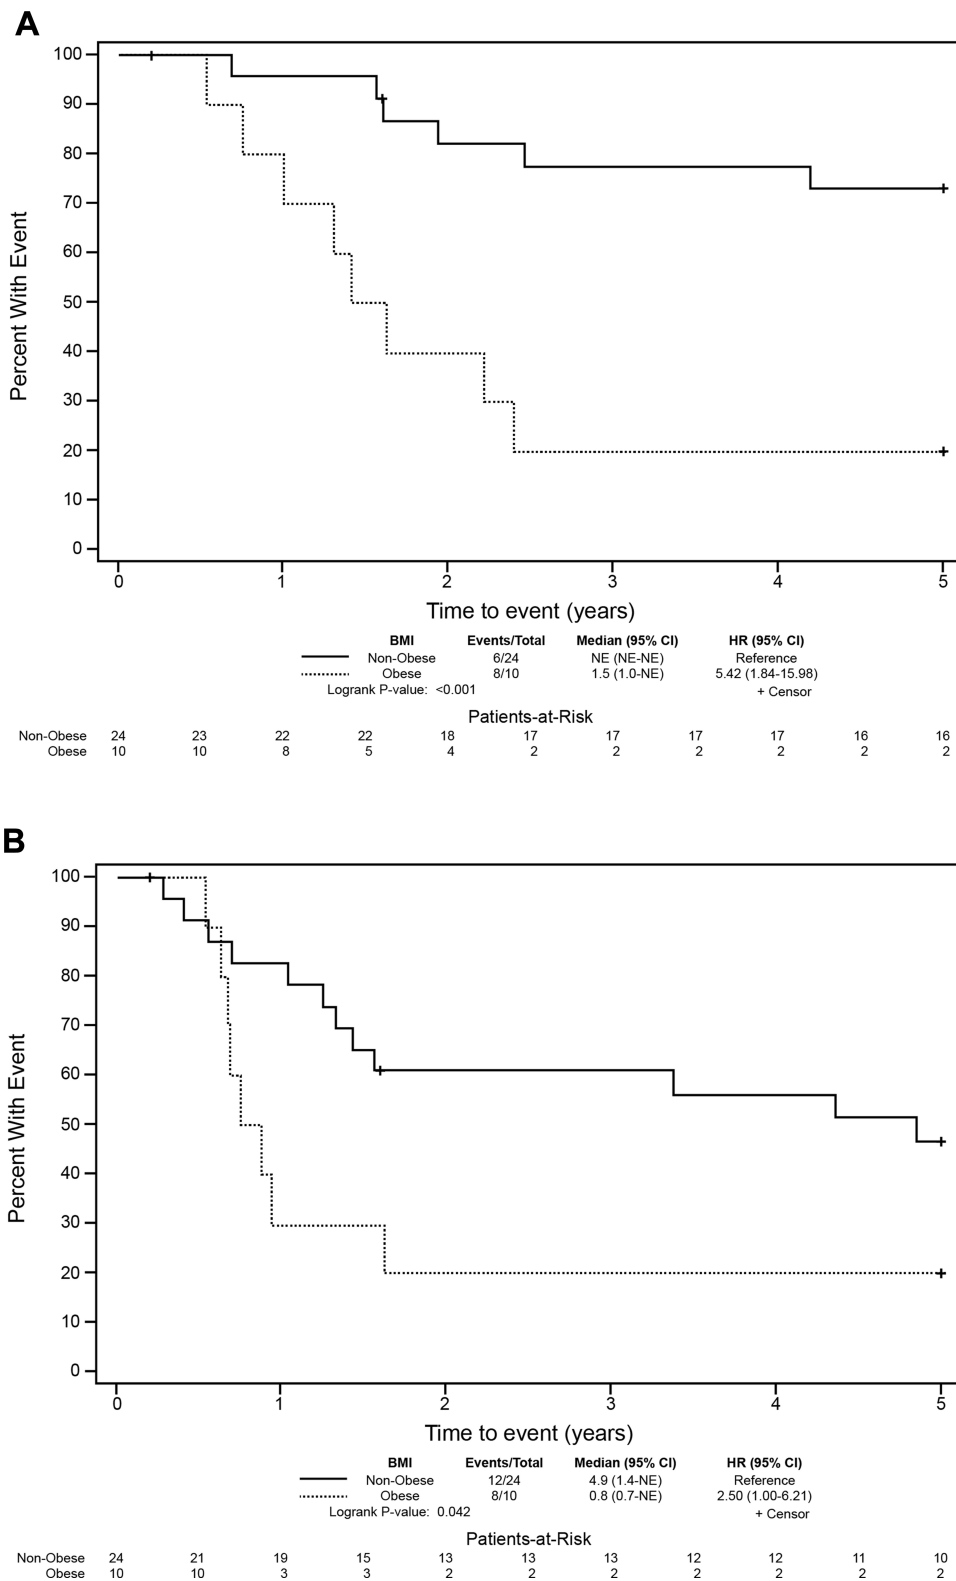 A
100
90
80
70
60
50
40
30
20
10
0
Percent With Event
0 1 2 3 4 5
Time to event (years)
BMI Events/Total Median (95% CI) HR (95% CI)
Non-Obese 6/24 NE (NE-NE) Reference
Obese 8/10 1.5 (1.0-NE) 5.42 (1.84-15.98)
Logrank P-value: <0.001 + Censor
Patients-at-Risk
Non-Obese 24 23 22 22 18 17 17 17 17 16 16
Obese 10 10 8 5 4 2 2 2 2 2 2
B
100
90
80
70
60
50
40
30
20
10
0
Percent With Event
0 1 2 3 4 5
Time to event (years)
BMI Events/Total Median (95% CI) HR (95% CI)
Non-Obese 12/24 4.9 (1.4-NE) Reference
Obese 8/10 0.8 (0.7-NE) 2.50 (1.00-6.21)
Logrank P-value: 0.042 + Censor
Patients-at-Risk
Non-Obese 24 21 19 15 13 13 13 12 12 11 10
Obese 10 10 3 3 2 2 2 2 2 2 2